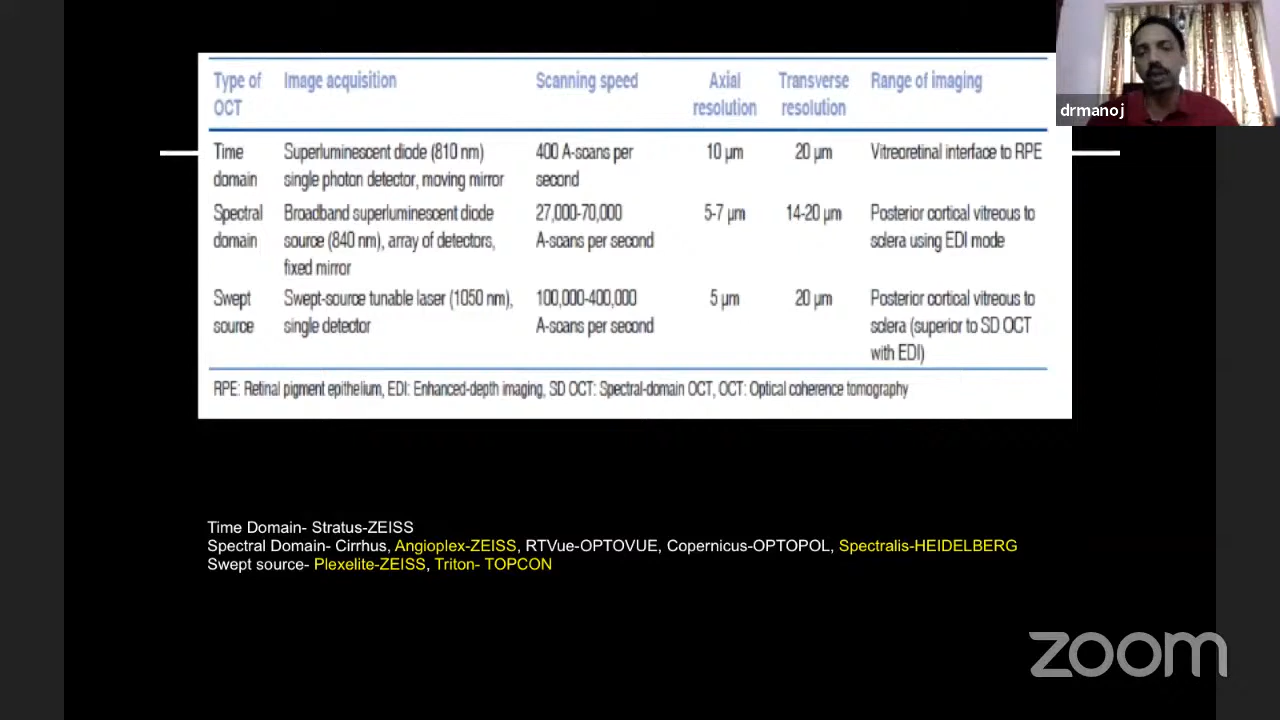 Type of OCT Image acquisition Scanning speed Axial resolution Transverse resolution Range of imaging
Time domain Superluminescent diode (810 nm) single photon detector, moving mirror 400 A-scans per second 10 µm 20 µm Vitreoretinal interface to RPE
Spectral domain Broadband superluminescent diode source (840 nm), array of detectors, fixed mirror 27,000-70,000 A-scans per second 5-7 µm 14-20 µm Posterior cortical vitreous to sclera using EDI mode
Swept source Swept-source tunable laser (1050 nm), single detector 100,000-400,000 A-scans per second 5 µm 20 µm Posterior cortical vitreous to sclera (superior to SD OCT with EDI)
RPE: Retinal pigment epithelium, EDI: Enhanced-depth imaging, SD OCT: Spectral-domain OCT, OCT: Optical coherence tomography
drmanoj
Time Domain- Stratus-ZEISS
Spectral Domain- Cirrhus, Angioplex-ZEISS, RTVue-OPTOVUE, Copernicus-OPTOPOL, Spectralis-HEIDELBERG
Swept source- Plexelite-ZEISS, Triton- TOPCON
zoom